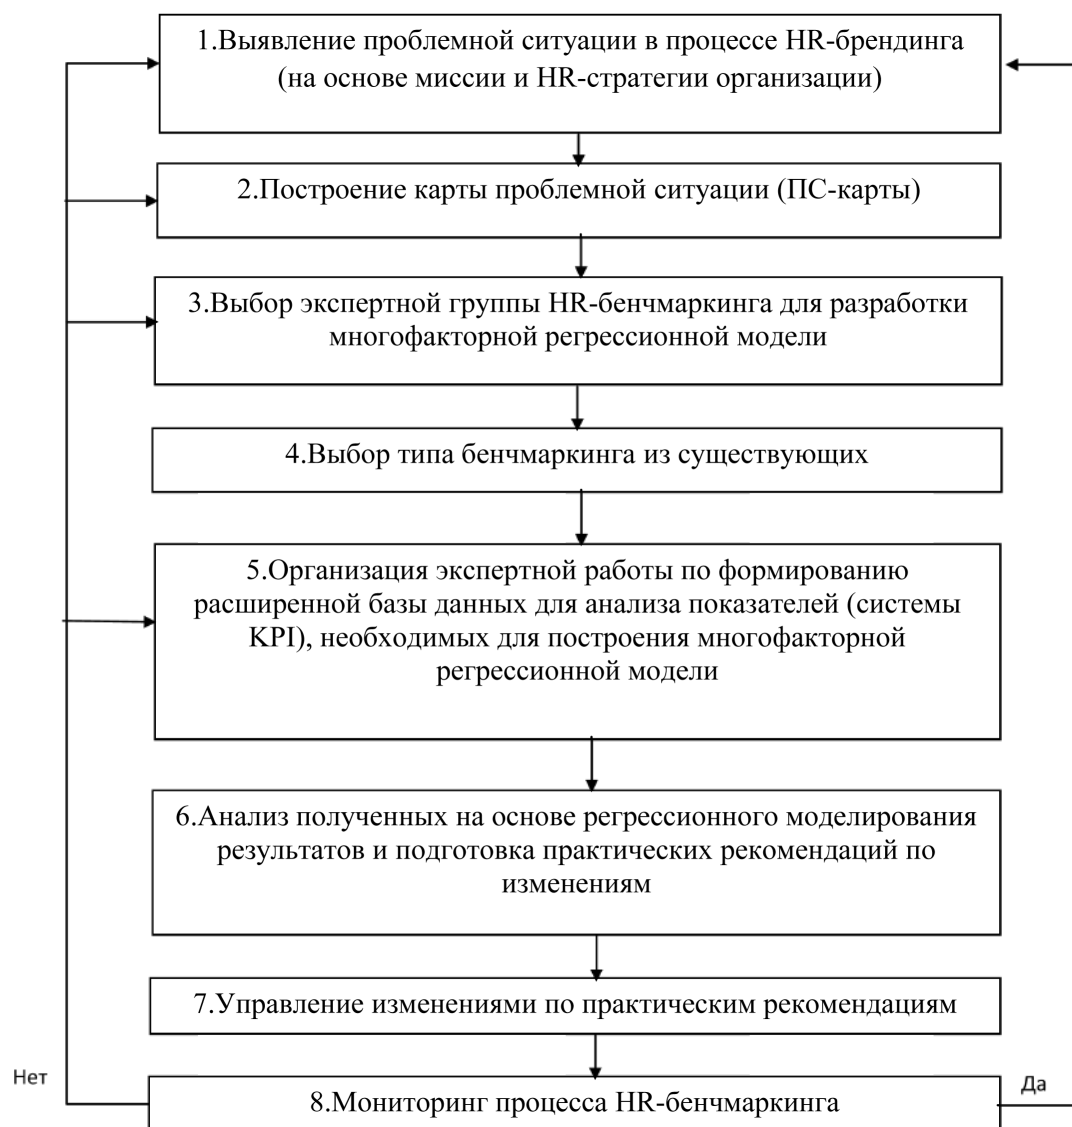 1.Выявление проблемной ситуации в процессе HR-брендинга
(на основе миссии и HR-стратегии организации)
2.Построение карты проблемной ситуации (ПС-карты)
3.Выбор экспертной группы HR-бенчмаркинга для разработки
многофакторной регрессионной модели
4.Выбор типа бенчмаркинга из существующих
5.Организация экспертной работы по формированию
расширенной базы данных для анализа показателей (системы
KPI), необходимых для построения многофакторной
регрессионной модели
6.Анализ полученных на основе регрессионного моделирования
результатов и подготовка практических рекомендаций по
изменениям
7.Управление изменениями по практическим рекомендациям
Нет
8.Мониторинг процесса HR-бенчмаркинга
Да